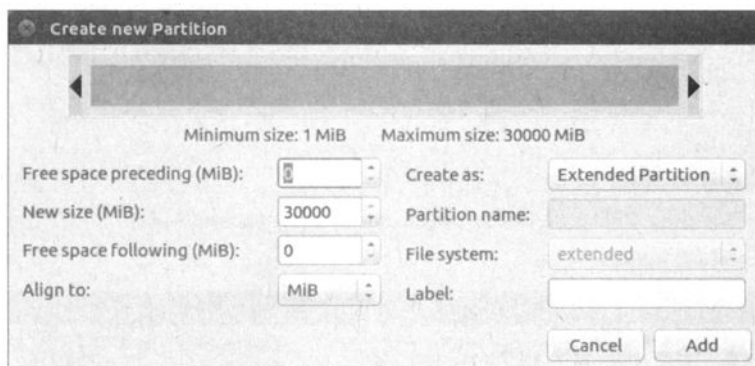 Create new Partition
Minimum size: 1 MiB Maximum size: 30000 MiB
Free space preceding (MiB): 0 Create as: Extended Partition
New size (MiB): 30000 Partition name:
Free space following (MiB): 0 File system: extended
Align to: MiB Label:
Cancel Add